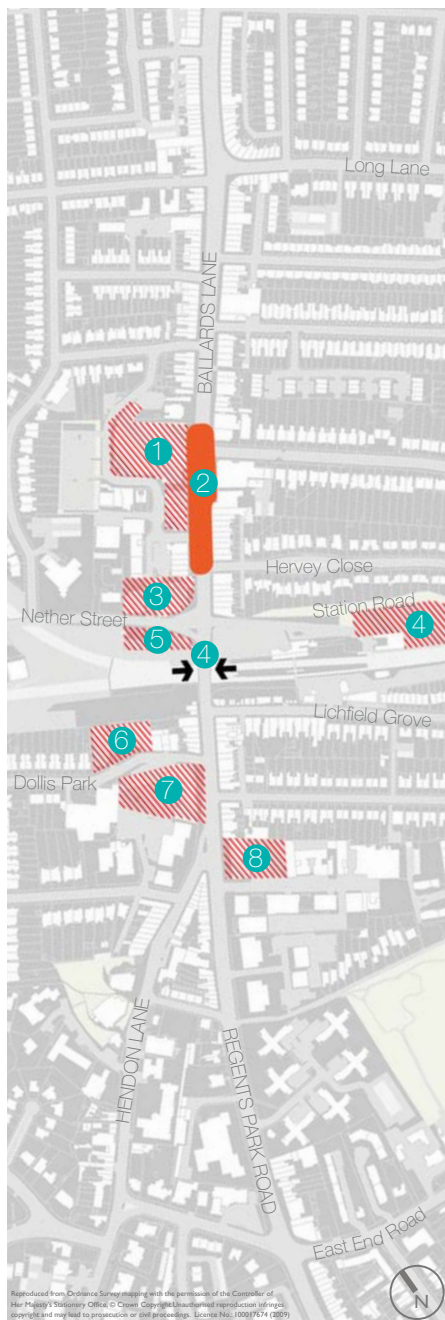 Long Lane
BALLARDS LANE
1
2
Hervey Close
3
Station Road
Nether Street
4
5
4
Lichfield Grove
6
Dollis Park
7
8
HENDON LANE
REGENTS PARK ROAD
East End Road
Reproduced from Ordnance Survey mapping with the permission of the Controller of
Her Majesty's Stationery Office. © Crown Copyright.Unauthorised reproduction infringes
copyright and may lead to prosecution or civil proceedings. Licence No.: 100017674 (2009)
N